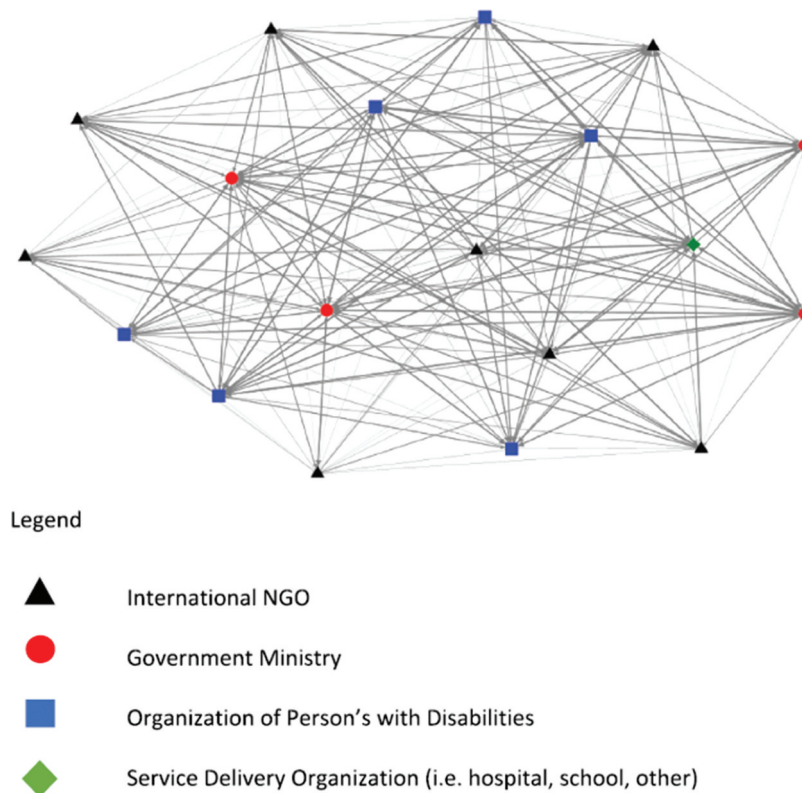 Legend
International NGO
Government Ministry
Organization of Person's with Disabilities
Service Delivery Organization (i.e. hospital, school, other)